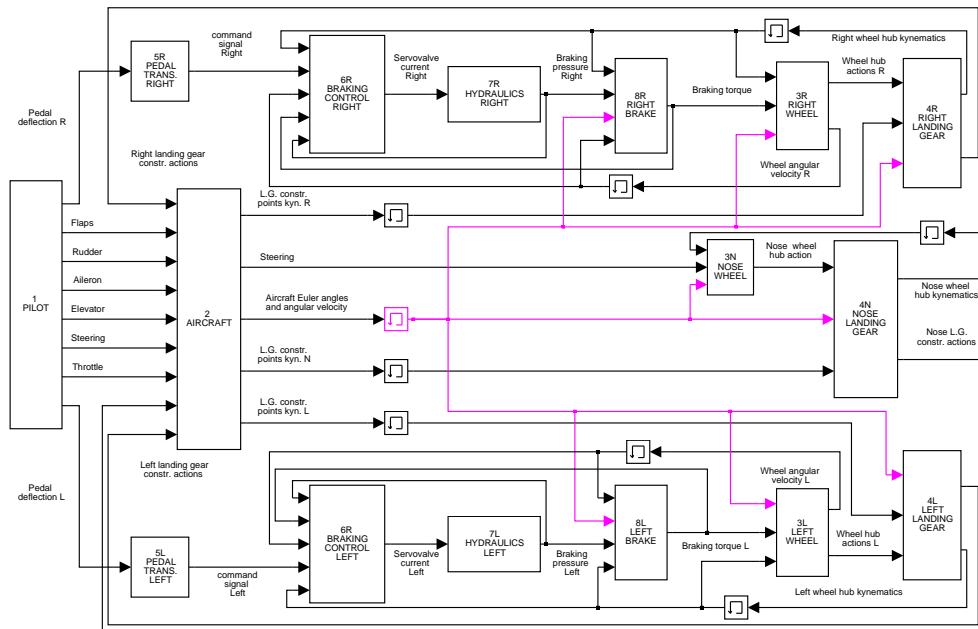 command
signal
Right
5R
PEDAL
TRANS.
RIGHT
6R
BRAKING
CONTROL
RIGHT
Servovalve
current
Right
7R
HYDRAULICS
RIGHT
Braking
pressure
Right
8R
RIGHT
BRAKE
Braking torque
3R
RIGHT
WHEEL
Right wheel hub kynematics
Wheel hub
actions R
4R
RIGHT
LANDING
GEAR
Pedal
deflection R
Right landing gear
constr. actions
Wheel angular
velocity R
1
PILOT
Flaps
Rudder
Aileron
Elevator
Steering
Throttle
2
AIRCRAFT
L.G. constr.
points kyn. R
Steering
Aircraft Euler angles
and angular velocity
L.G. constr.
points kyn. N
L.G. constr.
points kyn. L
3N
NOSE
WHEEL
Nose wheel
hub action
4N
NOSE
LANDING
GEAR
Nose wheel
hub kynematics
Nose L.G.
constr. actions
Pedal
deflection L
Left landing gear
constr. actions
5L
PEDAL
TRANS.
LEFT
command
signal
Left
6R
BRAKING
CONTROL
LEFT
Servovalve
current
Left
7L
HYDRAULICS
LEFT
Braking
pressure
Left
8L
LEFT
BRAKE
Braking torque L
Wheel angular
velocity L
3L
LEFT
WHEEL
Wheel hub
actions L
4L
LEFT
LANDING
GEAR
Left wheel hub kynematics